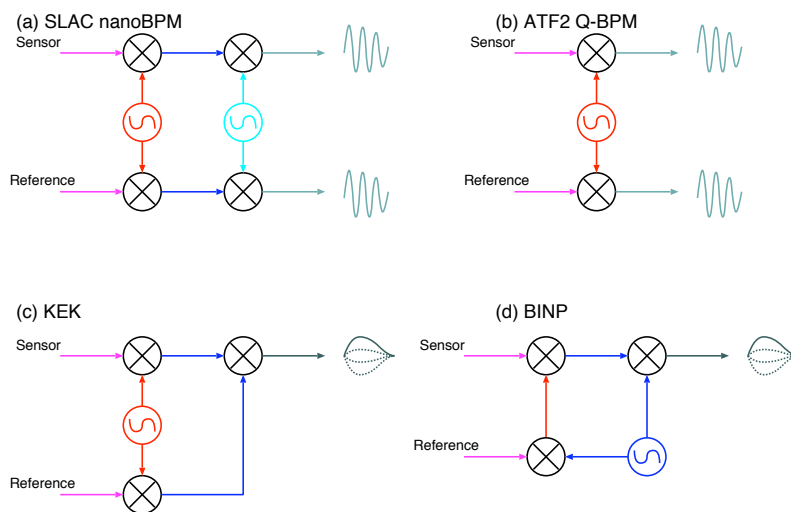 (a) SLAC nanoBPM
Sensor
Reference
(b) ATF2 Q-BPM
Sensor
Reference
(c) KEK
Sensor
Reference
(d) BINP
Sensor
Reference